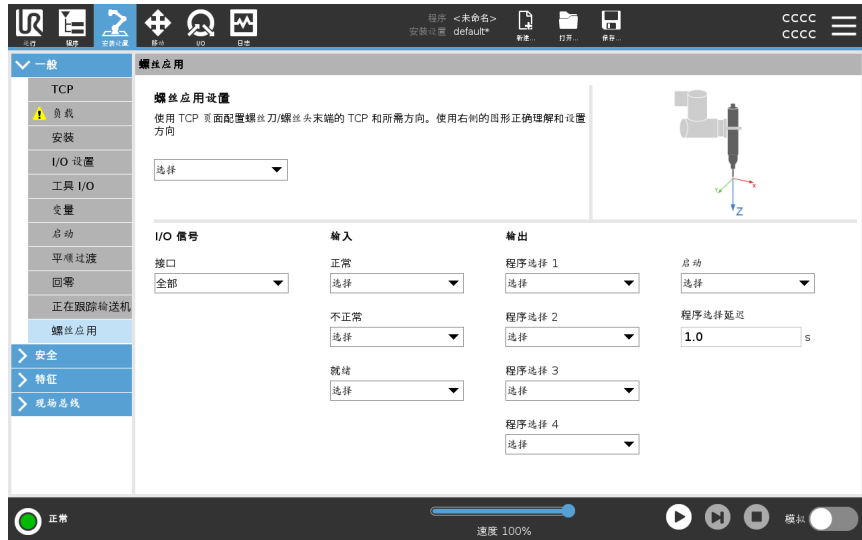 UR
运行
程序
安装设置
移动
I/O
日志
程序 <未命名>
安装设置 default*
新建...
打开...
保存...
CCCC
CCCC
一般
TCP
负载
安装
I/O 设置
工具 I/O
变量
启动
平顺过渡
回零
正在跟踪输送机
螺丝应用
安全
特征
现场总线
螺丝应用
螺丝应用设置
使用 TCP 页面配置螺丝刀/螺丝头末端的 TCP 和所需方向。使用右侧的图形正确理解和设置
方向
选择
Y
X
Z
I/O 信号
输入
输出
接口
全部
正常
选择
不正常
选择
就绪
选择
程序选择 1
选择
程序选择 2
选择
程序选择 3
选择
程序选择 4
选择
启动
选择
程序选择延迟
1.0 s
正常
速度 100%
模拟